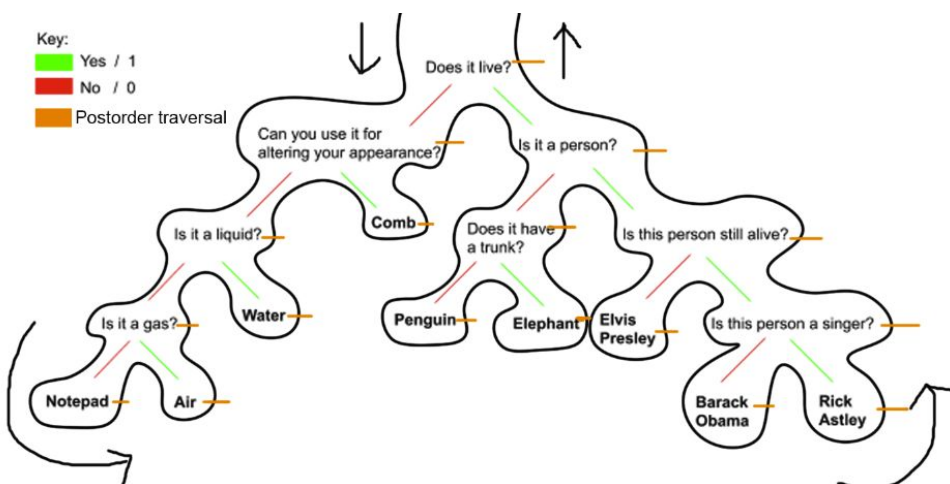 Key:
Yes / 1
No / 0
Postorder traversal
Does it live?
Can you use it for
altering your appearance?
Is it a person?
Comb
Is it a liquid?
Does it have
a trunk?
Is this person still alive?
Water
Is it a gas?
Penguin
Elephant
Elvis
Presley
Is this person a singer?
Notepad
Air
Barack
Obama
Rick
Astley